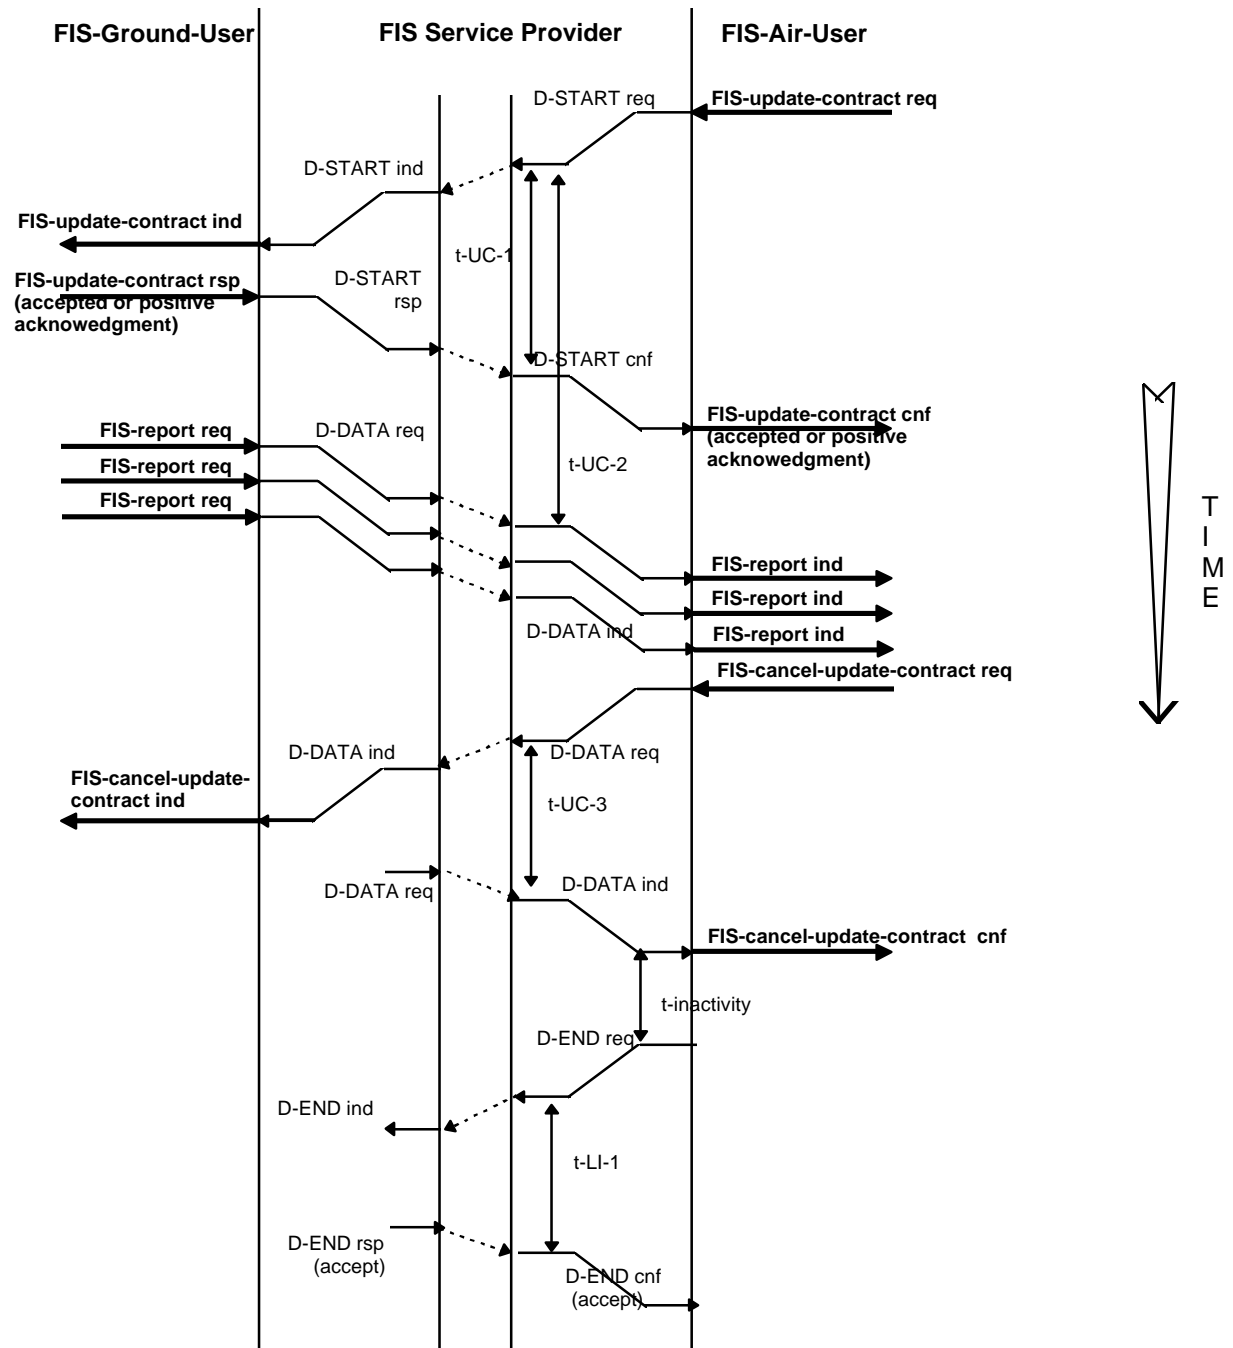 FIS-Ground-User
FIS Service Provider
FIS-Air-User
D-START req
FIS-update-contract req
D-START ind
FIS-update-contract ind
t-UC-1
FIS-update-contract rsp
(accepted or positive
acknowedgment)
D-START
rsp
D-START cnf
FIS-update-contract cnf
(accepted or positive
acknowedgment)
FIS-report req
D-DATA req
FIS-report req
t-UC-2
FIS-report req
T
I
M
E
FIS-report ind
FIS-report ind
D-DATA ind
FIS-report ind
FIS-cancel-update-contract req
D-DATA ind
D-DATA req
FIS-cancel-update-
contract ind
t-UC-3
D-DATA req
D-DATA ind
FIS-cancel-update-contract cnf
t-inactivity
D-END req
D-END ind
t-LI-1
D-END rsp
(accept)
D-END cnf
(accept)